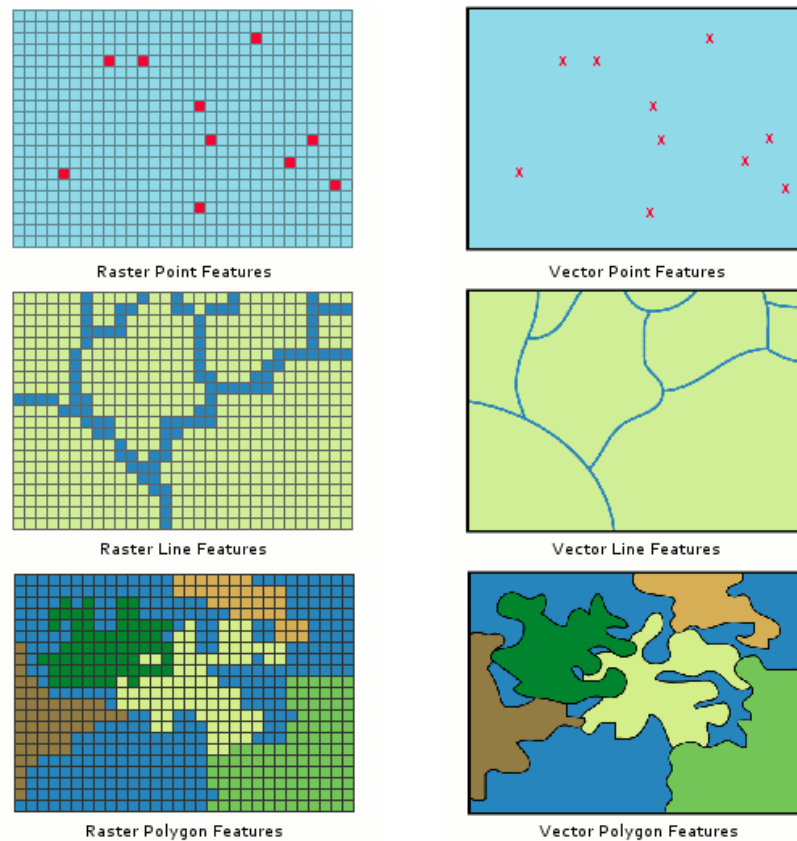 Raster Point Features
Vector Point Features
Raster Line Features
Vector Line Features
Raster Polygon Features
Vector Polygon Features